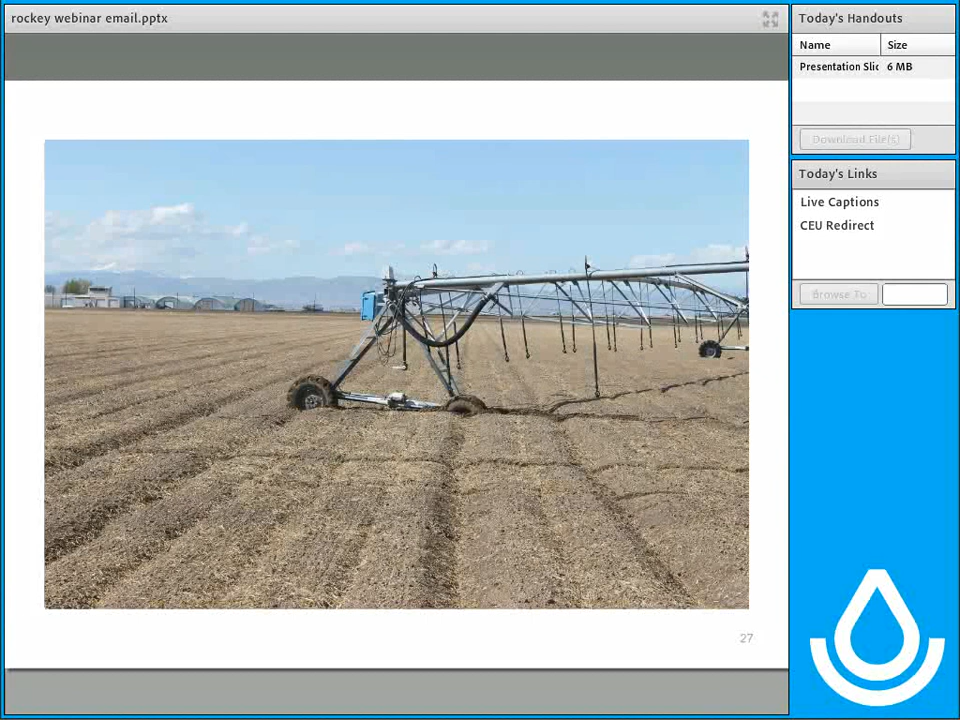 rockey webinar email.pptx
27
Today's Handouts
Name Size
Presentation Slic 6 MB
Download File(s)
Today's Links
Live Captions
CEU Redirect
Browse To